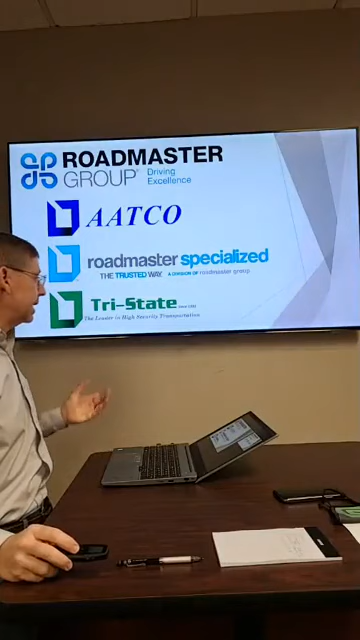 ROADMASTER
GROUP
Driving
Excellence
AATCO
roadmaster specialized
THE TRUSTED WAY. A DIVISION OF roadmaster group
Tri-State
The Leader in High Security Transportation